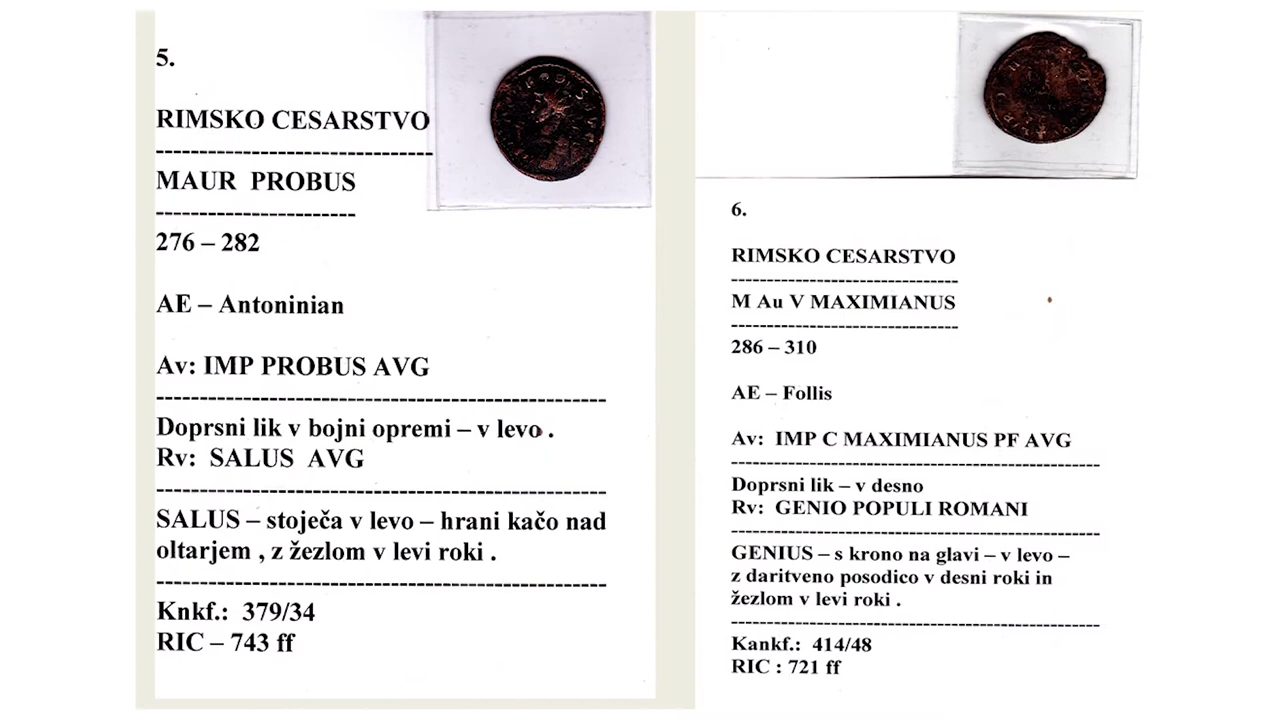 5.
RIMSKO CESARSTVO
----------------------------------
MAUR PROBUS
------------------------
276 – 282
AE – Antoninian
Av: IMP PROBUS AVG
------------------------------------------------------
Doprsni lik v bojni opremi – v levo .
Rv: SALUS AVG
------------------------------------------------------
SALUS – stoječa v levo – hrani kačo nad
oltarjem , z žezlom v levi roki .
------------------------------------------------------
Knkf.: 379/34
RIC – 743 ff
6.
RIMSKO CESARSTVO
--------------------------------
M Au V MAXIMIANUS
--------------------------------
286 – 310
AE – Follis
Av: IMP C MAXIMIANUS PF AVG
----------------------------------------------------
Doprsni lik – v desno
Rv: GENIO POPULI ROMANI
----------------------------------------------------
GENIUS – s krono na glavi – v levo –
z daritveno posodico v desni roki in
žezlom v levi roki .
----------------------------------------------------
Kankf.: 414/48
RIC : 721 ff